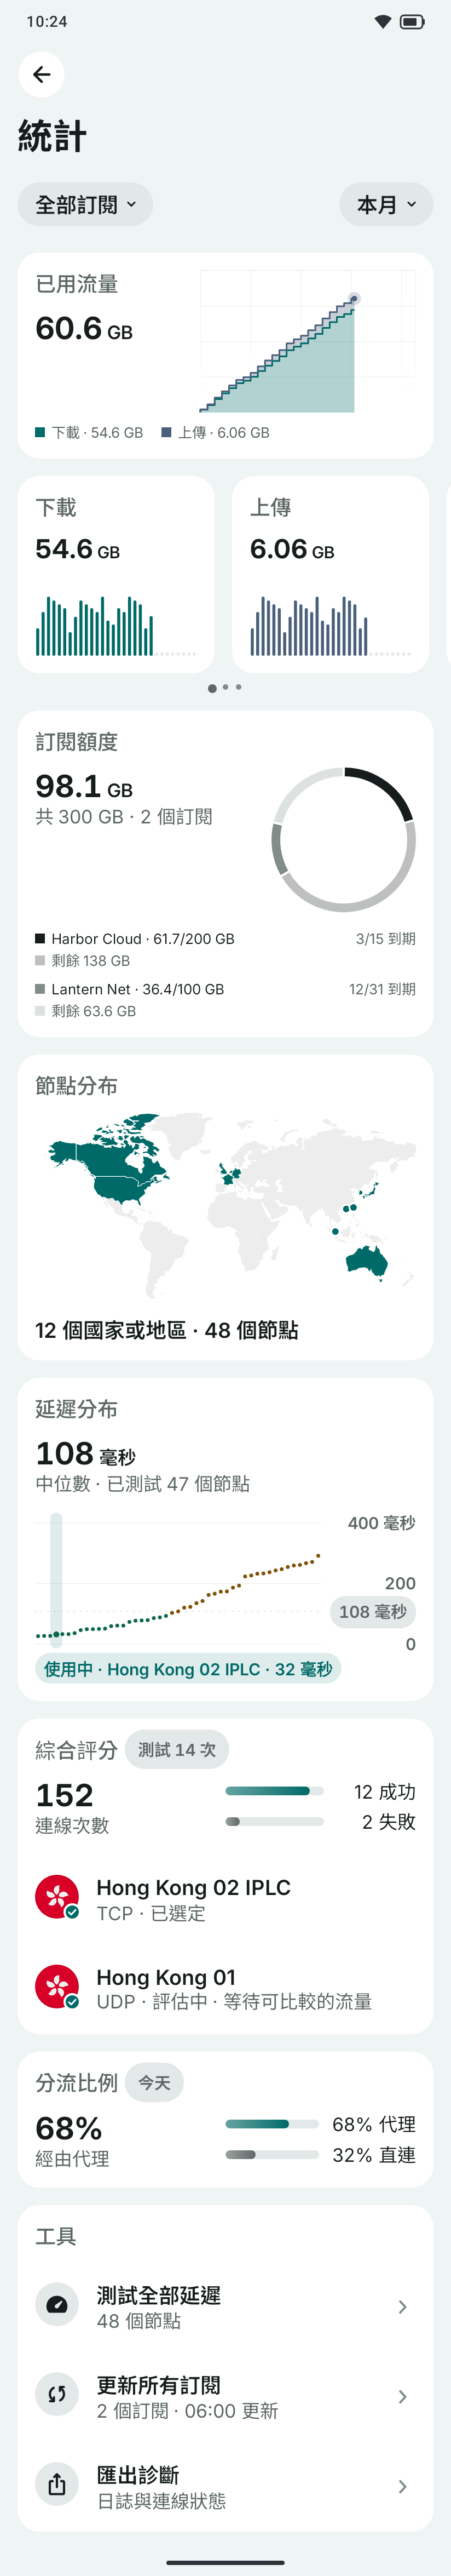 10:24
統計
全部訂閱
本月
已用流量
60.6 GB
下載 · 54.6 GB
上傳 · 6.06 GB
下載
54.6 GB
上傳
6.06 GB
訂閱額度
98.1 GB
共 300 GB · 2 個訂閱
Harbor Cloud · 61.7/200 GB
3/15 到期
剩餘 138 GB
Lantern Net · 36.4/100 GB
12/31 到期
剩餘 63.6 GB
節點分布
12 個國家或地區 · 48 個節點
延遲分布
108 毫秒
中位數 · 已測試 47 個節點
400 毫秒
200
108 毫秒
0
使用中 · Hong Kong 02 IPLC · 32 毫秒
綜合評分
測試 14 次
152
連線次數
12 成功
2 失敗
Hong Kong 02 IPLC
TCP · 已選定
Hong Kong 01
UDP · 評估中 · 等待可比較的流量
分流比例
今天
68%
經由代理
68% 代理
32% 直連
工具
測試全部延遲
48 個節點
更新所有訂閱
2 個訂閱 · 06:00 更新
匯出診斷
日誌與連線狀態